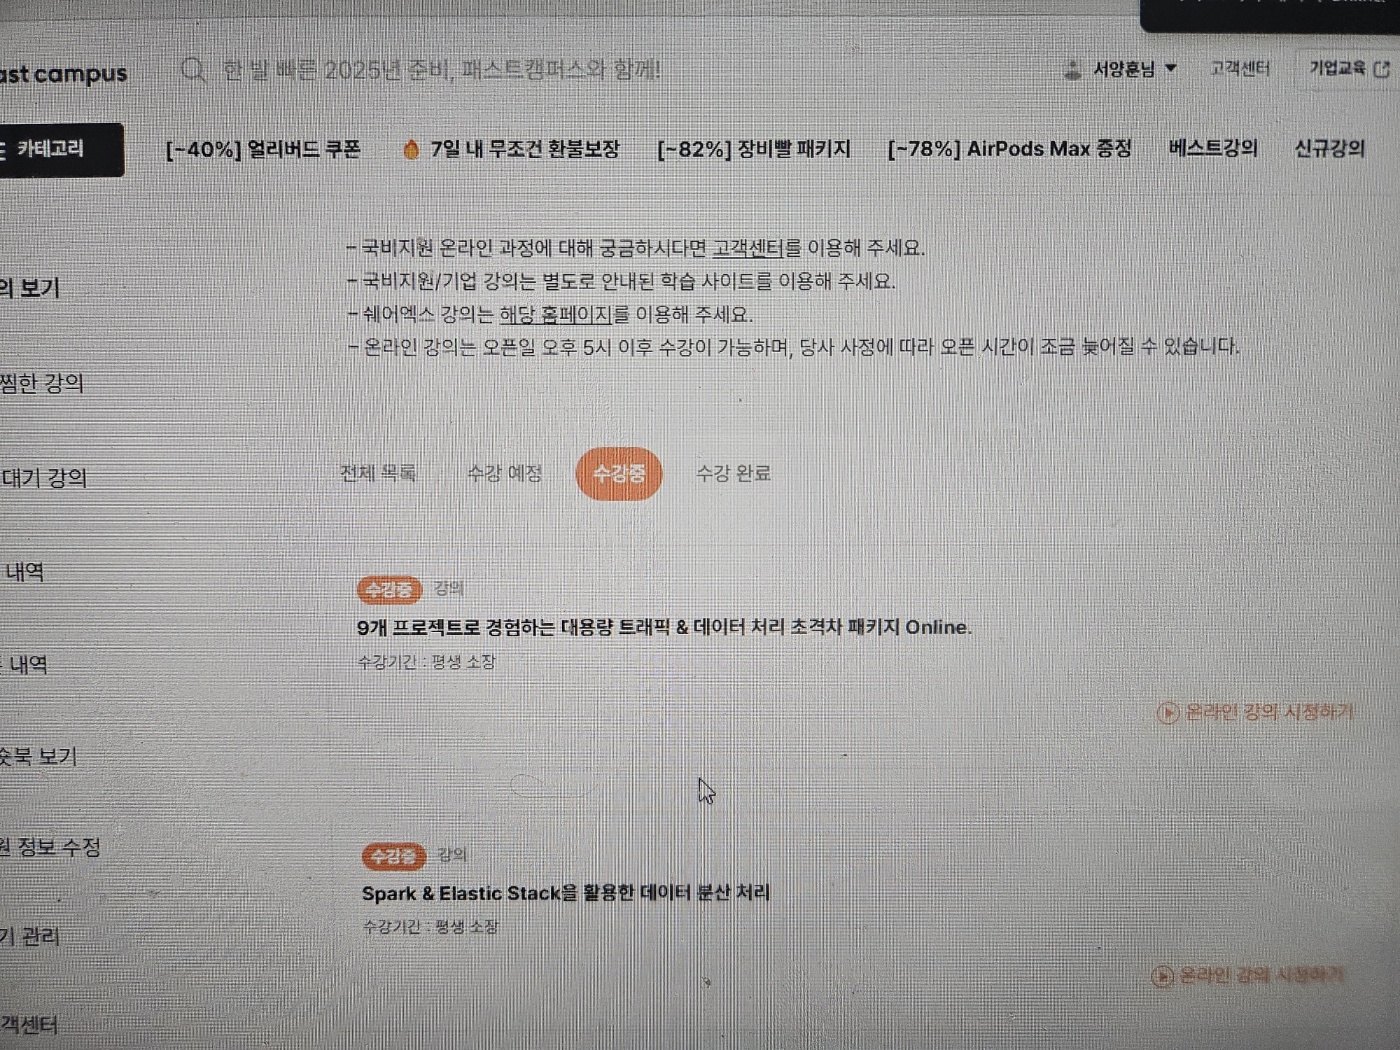 ast campus
한 발 빠른 2025년 준비, 패스트캠퍼스와 함께!
서양훈님
고객센터
기업교육
카테고리
[~40%] 얼리버드 쿠폰
7일 내 무조건 환불보장
[~82%] 장비빨 패키지
[~78%] AirPods Max 증정
베스트강의
신규강의
의 보기
찜한 강의
대기 강의
내역
내역
숏북 보기
원 정보 수정
기 관리
객센터
- 국비지원 온라인 과정에 대해 궁금하시다면 고객센터를 이용해 주세요.
- 국비지원/기업 강의는 별도로 안내된 학습 사이트를 이용해 주세요.
- 쉐어엑스 강의는 해당 홈페이지를 이용해 주세요.
- 온라인 강의는 오픈일 오후 5시 이후 수강이 가능하며, 당사 사정에 따라 오픈 시간이 조금 늦어질 수 있습니다.
전체 목록
수강 예정
수강중
수강 완료
수강중 강의
9개 프로젝트로 경험하는 대용량 트래픽 & 데이터 처리 초격차 패키지 Online.
수강기간 : 평생 소장
온라인 강의 시청하기
수강중 강의
Spark & Elastic Stack을 활용한 데이터 분산 처리
수강기간 : 평생 소장
온라인 강의 시청하기